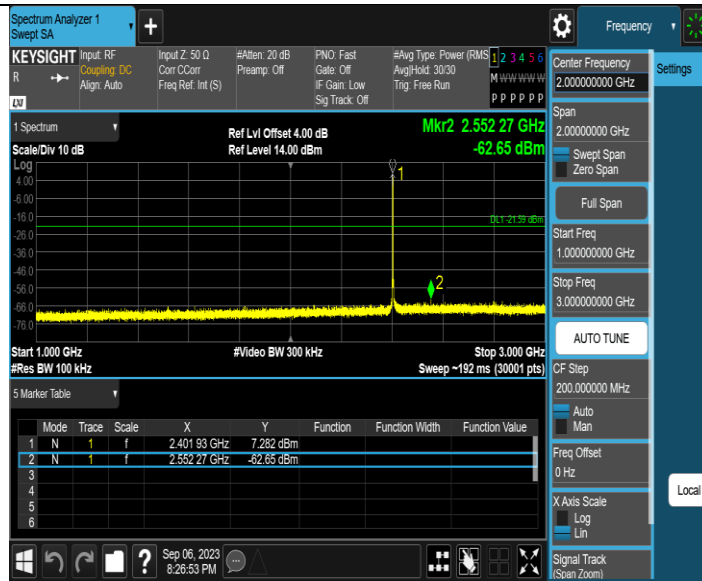 Spectrum Analyzer 1
Swept SA
+
Frequency
KEYSIGHT
R
LXI
Input: RF
Coupling: DC
Align: Auto
Input Z: 50 Ω
Corr CCorr
Freq Ref: Int (S)
#Atten: 20 dB
Preamp: Off
PNO: Fast
Gate: Off
IF Gain: Low
Sig Track: Off
#Avg Type: Power (RMS
Avg|Hold: 30/30
Trig: Free Run
1 2 3 4 5 6
M W W W W W
P P P P P P
1 Spectrum
Scale/Div 10 dB
Ref Lvl Offset 4.00 dB
Ref Level 14.00 dBm
Mkr2 2.552 27 GHz
-62.65 dBm
Log
4.00
-6.00
-16.0
-26.0
-36.0
-46.0
-56.0
-66.0
-76.0
1
DL1 -21.59 dBm
2
Start 1.000 GHz
#Video BW 300 kHz
Stop 3.000 GHz
#Res BW 100 kHz
Sweep ~192 ms (30001 pts)
5 Marker Table
Mode Trace Scale X Y Function Function Width Function Value
1 N 1 f 2.401 93 GHz 7.282 dBm
2 N 1 f 2.552 27 GHz -62.65 dBm
3
4
5
6
Sep 06, 2023
8:26:53 PM
?
Center Frequency
2.000000000 GHz
Span
2.00000000 GHz
Swept Span
Zero Span
Full Span
Start Freq
1.000000000 GHz
Stop Freq
3.000000000 GHz
AUTO TUNE
CF Step
200.000000 MHz
Auto
Man
Freq Offset
0 Hz
X Axis Scale
Log
Lin
Signal Track
(Span Zoom)
Settings
Local